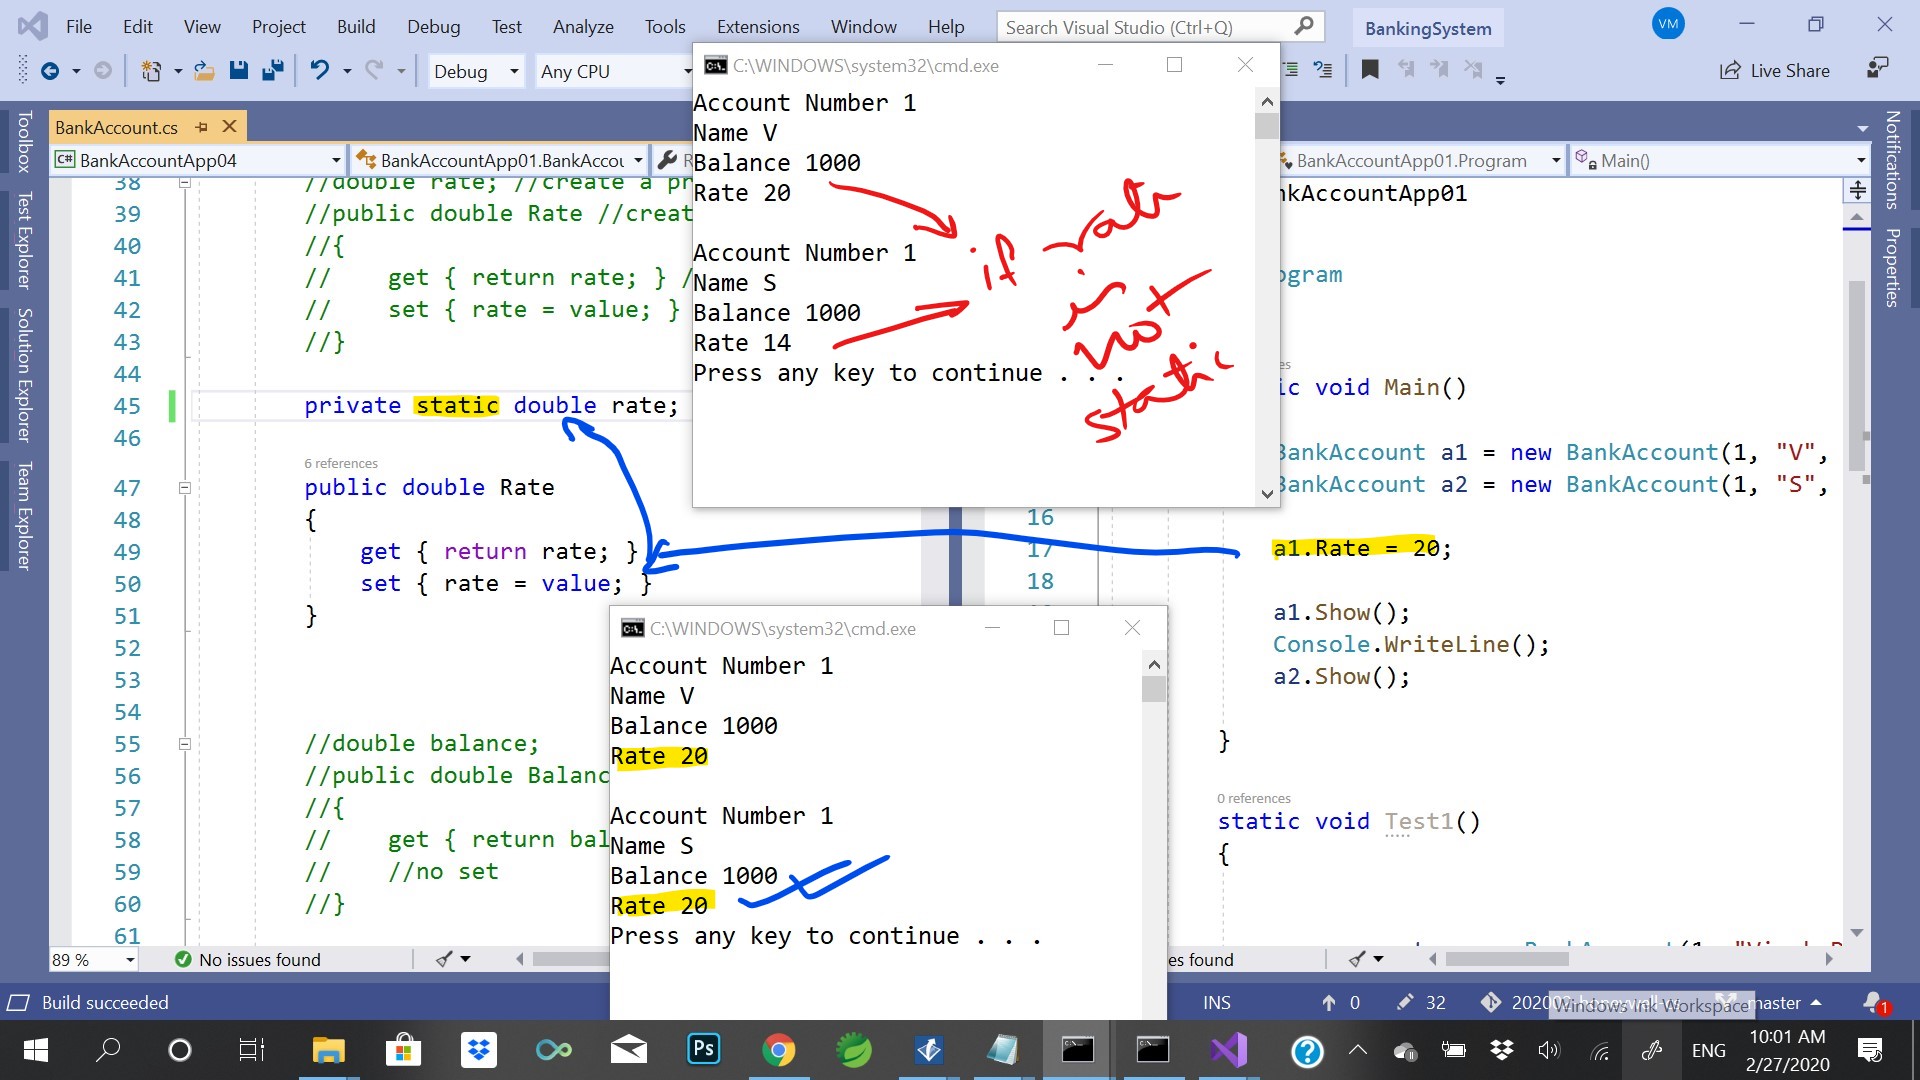 File Edit View Project Build Debug Test Analyze Tools Extensions Window Help
Search Visual Studio (Ctrl+Q)
BankingSystem
VM
Debug
Any CPU
Live Share
Toolbox
Test Explorer
Solution Explorer
Team Explorer
Notifications
Properties
BankAccount.cs
BankAccountApp04
BankAccountApp01.BankAccou
38 //double rate; //create a pr
39 //public double Rate //creat
40 //{
41 // get { return rate; } /
42 // set { rate = value; }
43 //}
44
45 private static double rate;
46
6 references
47 public double Rate
48 {
49 get { return rate; }
50 set { rate = value; }
51 }
52
53
54
55 //double balance;
56 //public double Balanc
57 //{
58 // get { return bal
59 // //no set
60 //}
61
89 %
No issues found
C:\WINDOWS\system32\cmd.exe
Account Number 1
Name V
Balance 1000
Rate 20
Account Number 1
Name S
Balance 1000
Rate 14
Press any key to continue . . .
if rate
is
not
static
C:\WINDOWS\system32\cmd.exe
Account Number 1
Name V
Balance 1000
Rate 20
Account Number 1
Name S
Balance 1000
Rate 20
Press any key to continue . . .
BankAccountApp01.Program
Main()
nkAccountApp01
ogram
es
ic void Main()
BankAccount a1 = new BankAccount(1, "V",
BankAccount a2 = new BankAccount(1, "S",
16
17 a1.Rate = 20;
18
a1.Show();
Console.WriteLine();
a2.Show();
}
0 references
static void Test1()
{
es found
Build succeeded
INS
0
32
master
1
Windows Ink Workspace
Ps
ENG
10:01 AM
2/27/2020